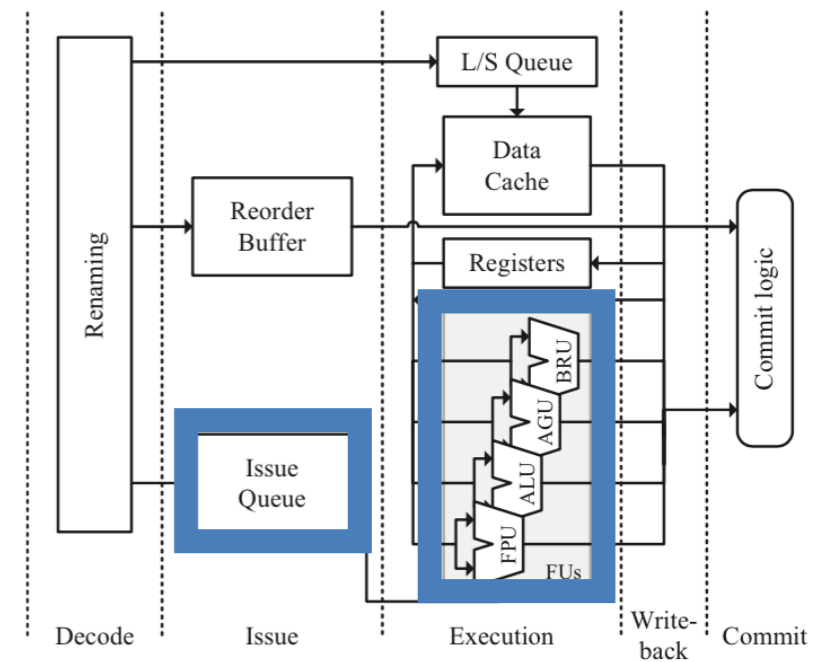 L/S Queue
Data
Cache
Reorder
Buffer
Registers
Renaming
Commit logic
BRU
AGU
ALU
FPU
FUs
Issue
Queue
Decode
Issue
Execution
Write-
back
Commit